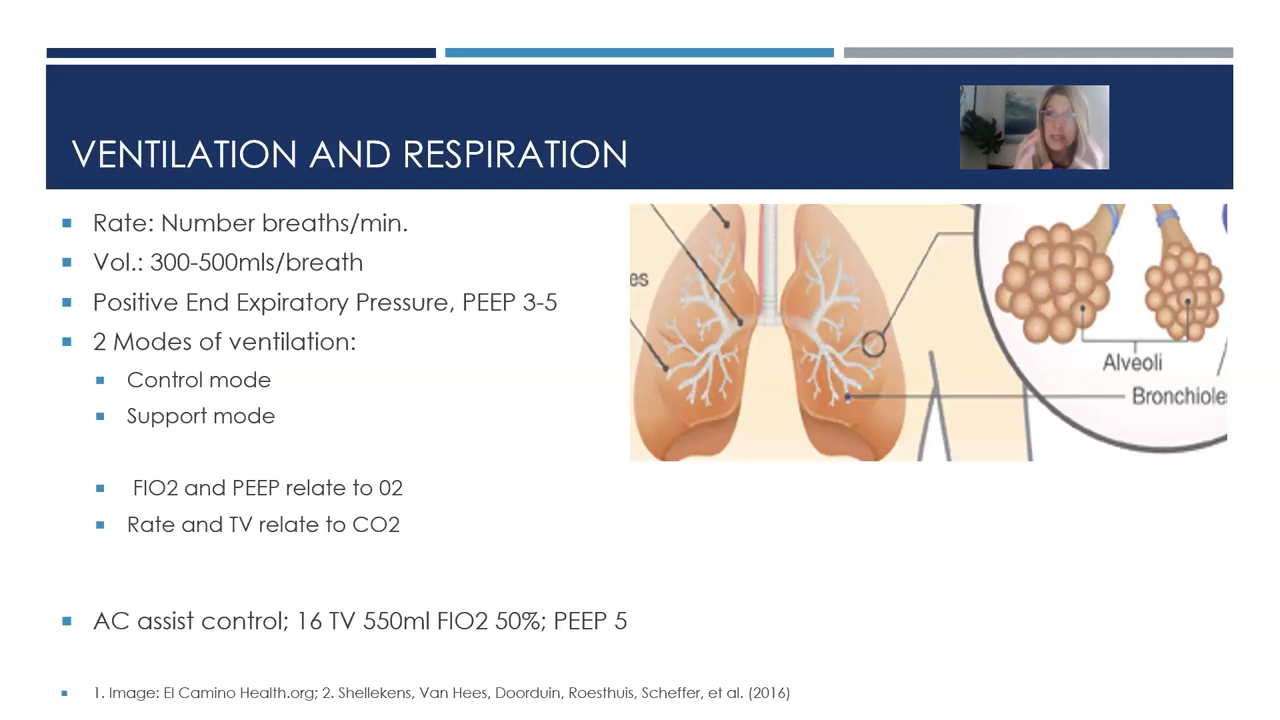 VENTILATION AND RESPIRATION
Rate: Number breaths/min.
Vol.: 300-500mls/breath
Positive End Expiratory Pressure, PEEP 3-5
2 Modes of ventilation:
Control mode
Support mode
FIO2 and PEEP relate to 02
Rate and TV relate to CO2
AC assist control; 16 TV 550ml FIO2 50%; PEEP 5
1. Image: El Camino Health.org; 2. Shellekens, Van Hees, Doorduin, Roesthuis, Scheffer, et al. (2016)
es
Alveoli
Bronchioles